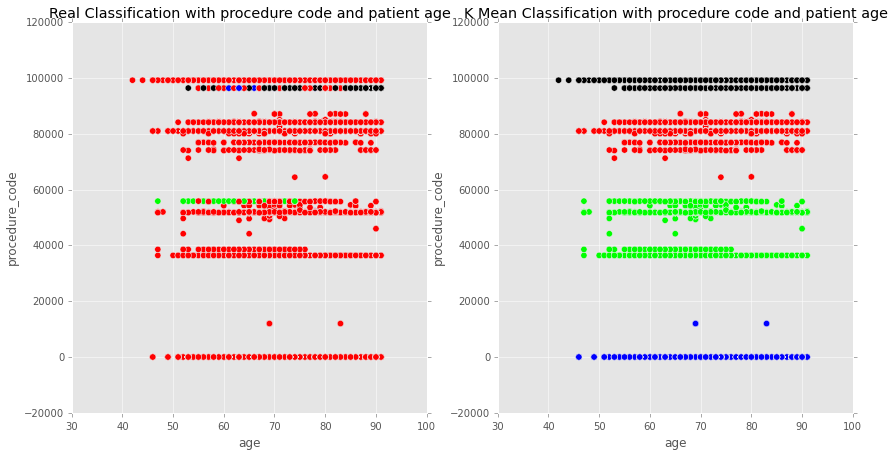 Real Classification with procedure code and patient age
120000
100000
80000
60000
40000
20000
0
−20000
procedure_code
30 40 50 60 70 80 90 100
age
K Mean Classification with procedure code and patient age
120000
100000
80000
60000
40000
20000
0
−20000
procedure_code
30 40 50 60 70 80 90 100
age